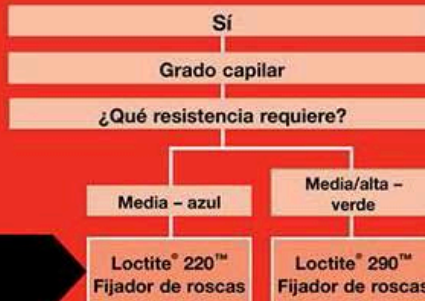 Sí
Grado capilar
¿Qué resistencia requiere?
Media – azul
Media/alta –
verde
Loctite® 220™
Fijador de roscas
Loctite® 290™
Fijador de roscas